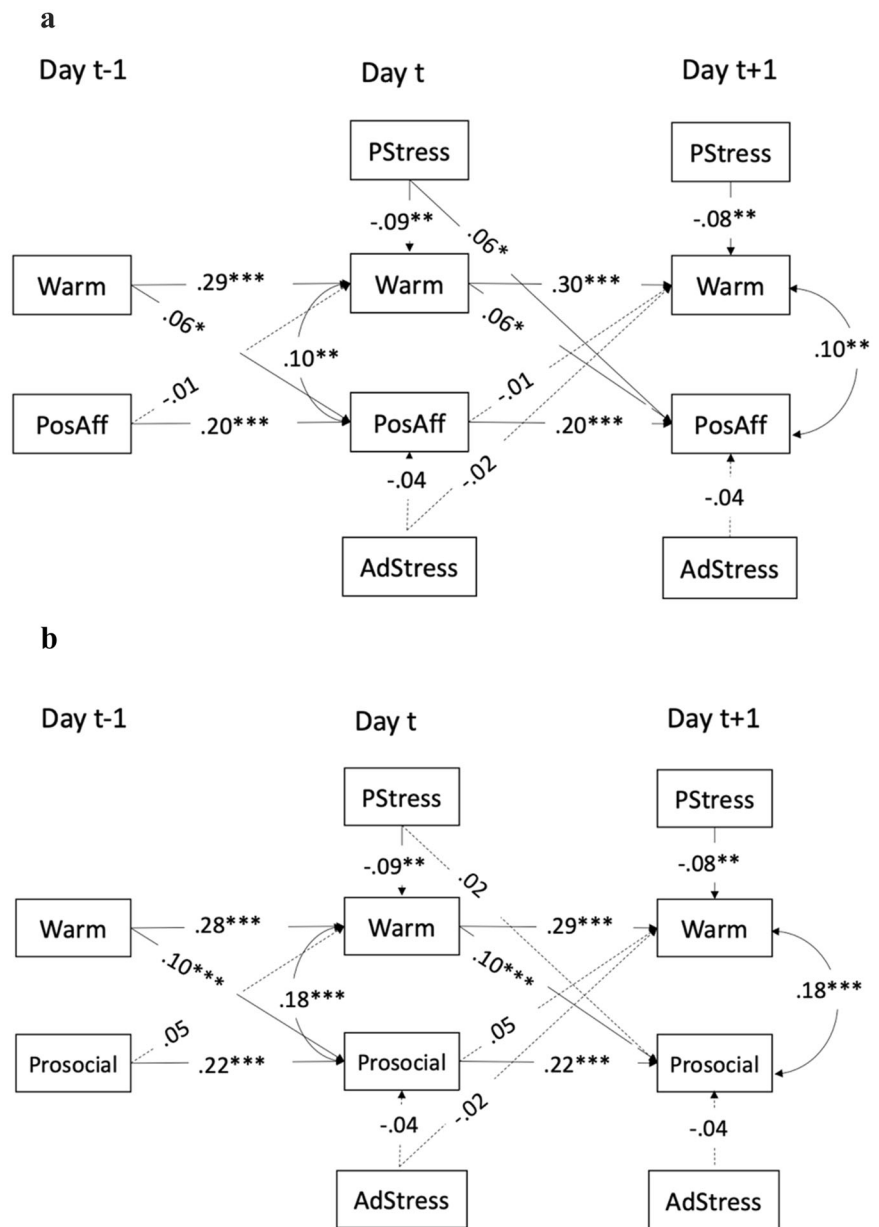 a
Day t-1 Day t Day t+1
PStress PStress
-.09** .06* -.08**
Warm .29*** Warm .30*** Warm
.06* .10** .06* .10**
-.01 -.01
PosAff .20*** PosAff .20*** PosAff
-.04 -.02 -.04
AdStress AdStress
b
Day t-1 Day t Day t+1
PStress PStress
-.09** .02 -.08**
Warm .28*** Warm .29*** Warm
.10*** .18*** .10*** .18***
.05 .05
Prosocial .22*** Prosocial .22*** Prosocial
-.04 -.02 -.04
AdStress AdStress